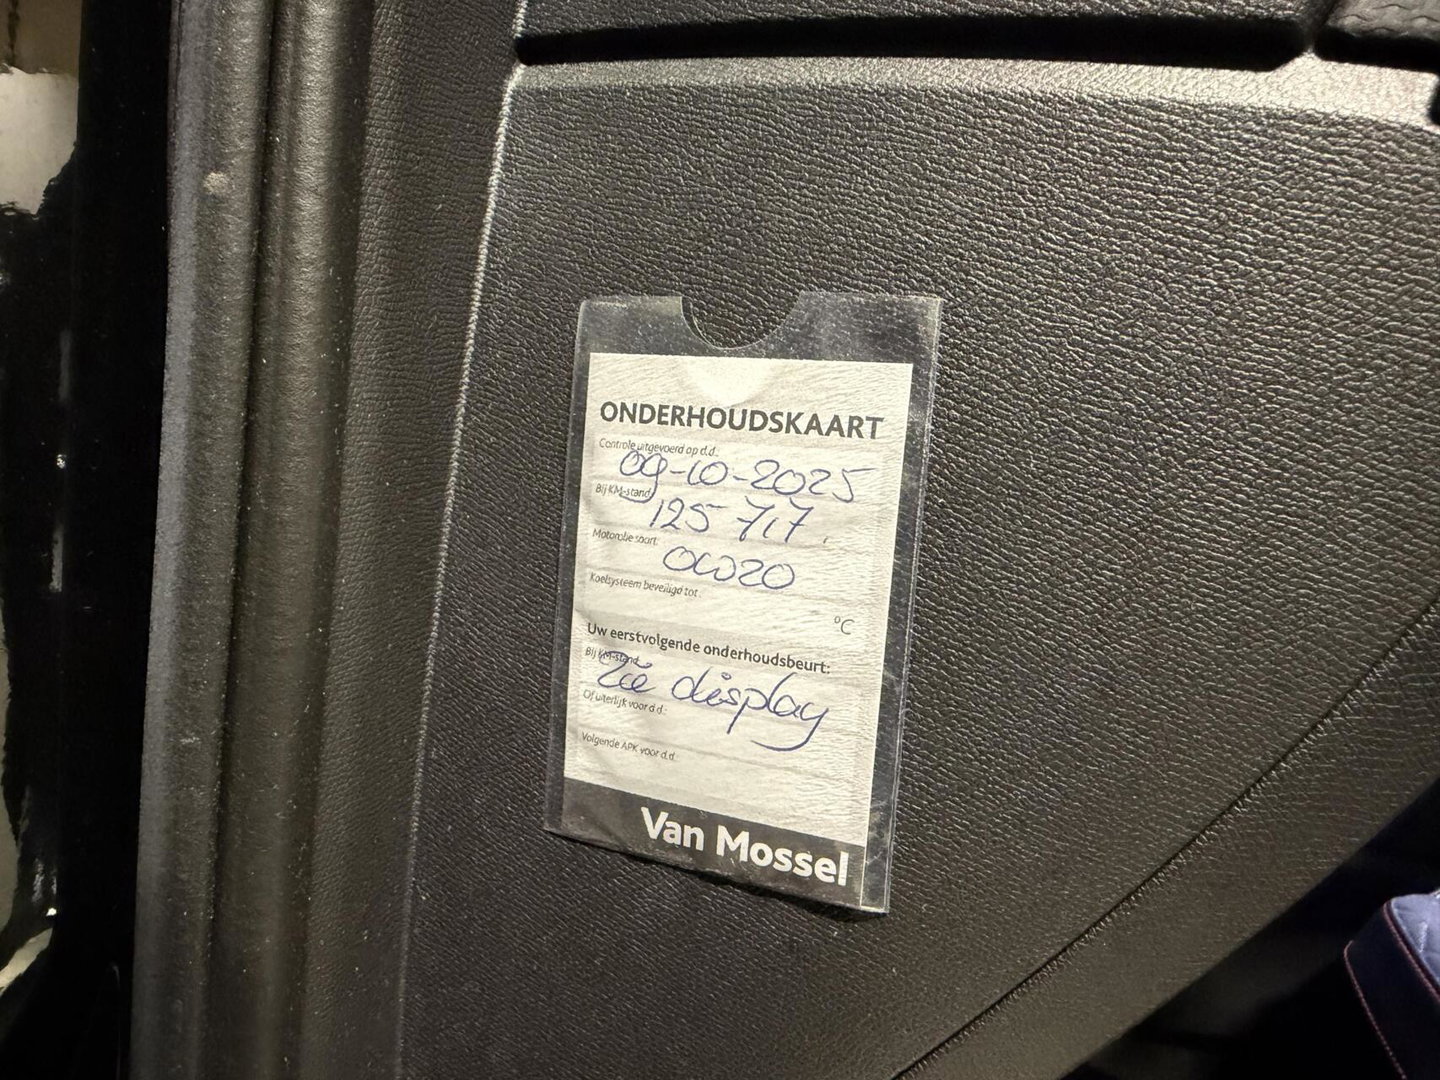 ONDERHOUDSKAART
Controle uitgevoerd op d.d.
09-10-2025
Bij KM-stand:
125 717.
Motorolie soort:
0W20
Koelsysteem beveiligd tot:
°C
Uw eerstvolgende onderhoudsbeurt:
Bij KM-stand:
Zie display
Of uiterlijk voor d.d.:
Volgende APK voor d.d.
Van Mossel